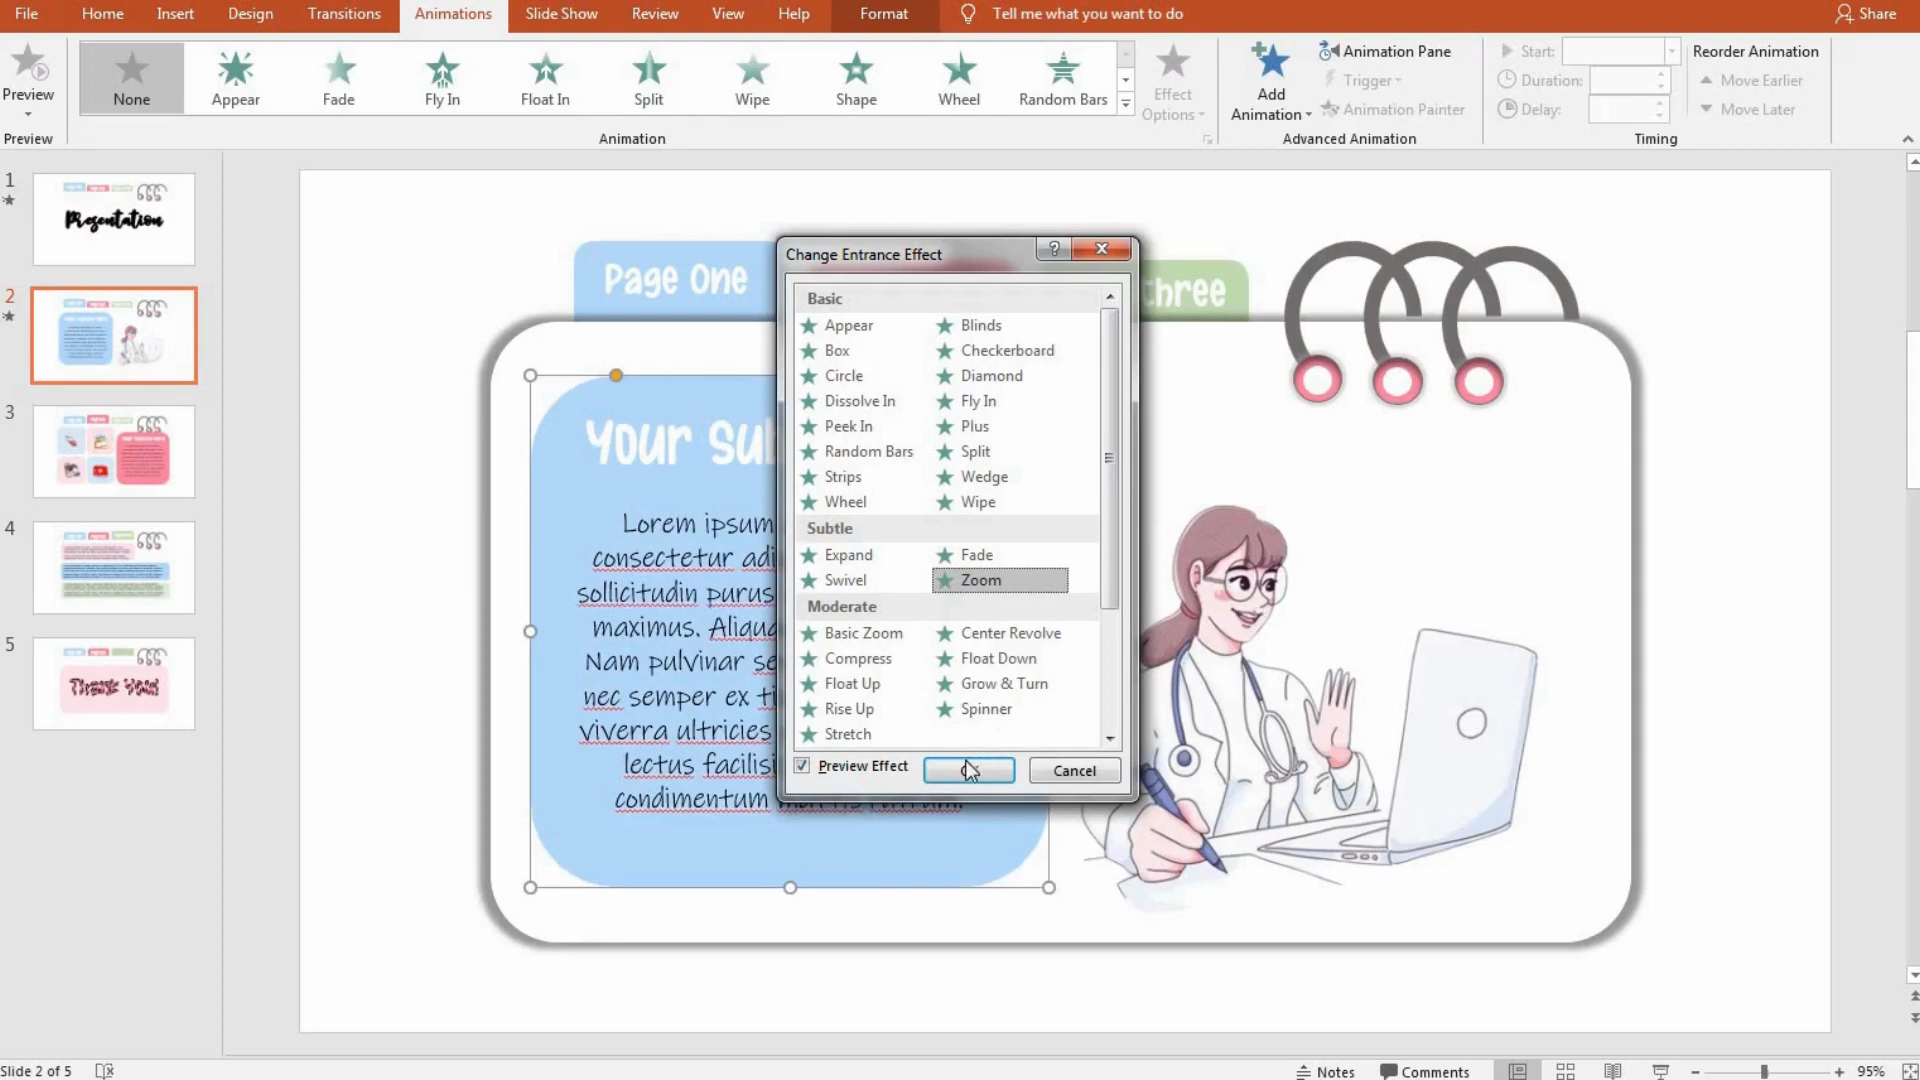 File Home Insert Design Transitions Animations Slide Show Review View Help Format Tell me what you want to do Share
Preview None Appear Fade Fly In Float In Split Wipe Shape Wheel Random Bars Effect Options Add Animation
Animation Pane
Trigger
Animation Painter
Start:
Duration:
Delay:
Reorder Animation
Move Earlier
Move Later
Preview Animation Advanced Animation Timing
1
Presentation
2
3
4
5
Thank You!
Page One
three
Your Su
Lorem ipsum
consectetur
sollicitudin purus
maximus.
Nam pulvinar
nec semper ex
viverra ultricies
lectus
condimentum
Change Entrance Effect
Basic
Appear Blinds
Box Checkerboard
Circle Diamond
Dissolve In Fly In
Peek In Plus
Random Bars Split
Strips Wedge
Wheel Wipe
Subtle
Expand Fade
Swivel Zoom
Moderate
Basic Zoom Center Revolve
Compress Float Down
Float Up Grow & Turn
Rise Up Spinner
Stretch
Preview Effect Cancel
Slide 2 of 5 Notes Comments 95%